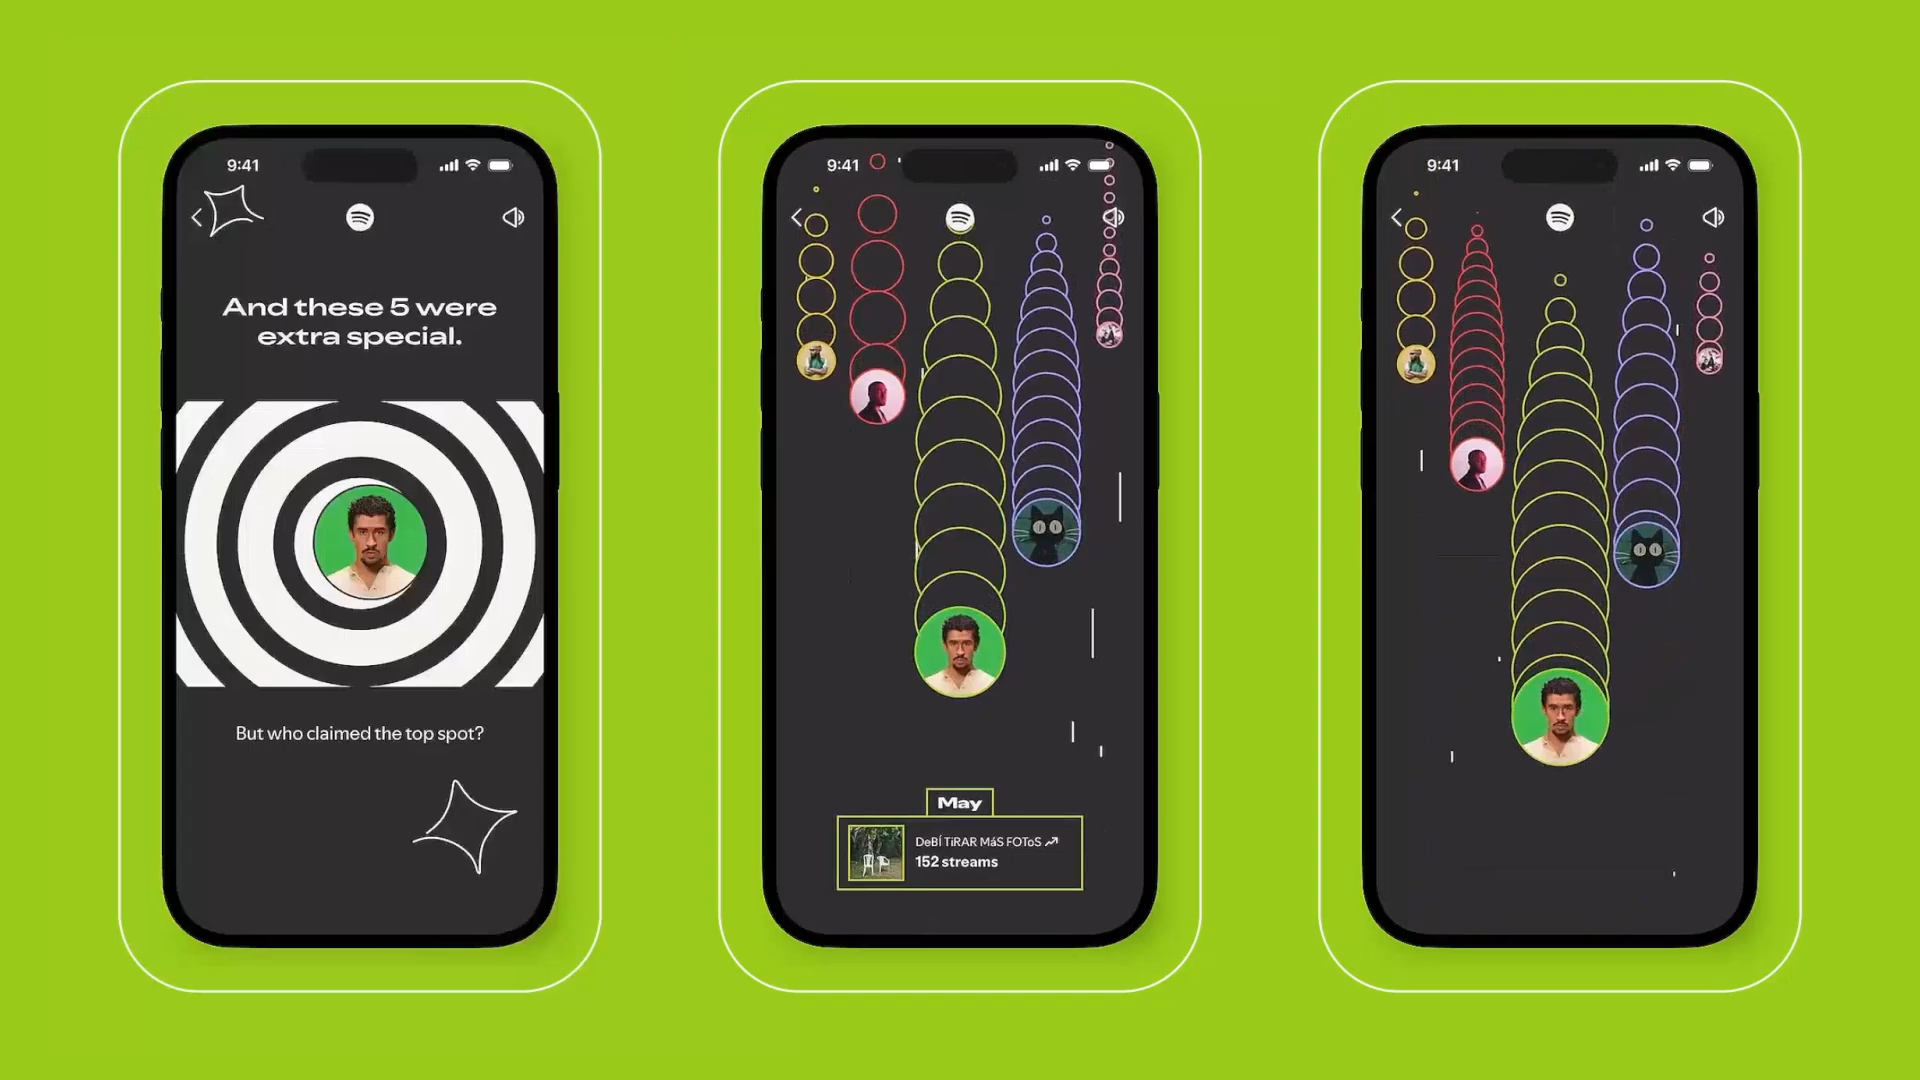 9:41
And these 5 were
extra special.
But who claimed the top spot?
9:41
May
DeBÍ TiRAR MáS FOToS
152 streams
9:41